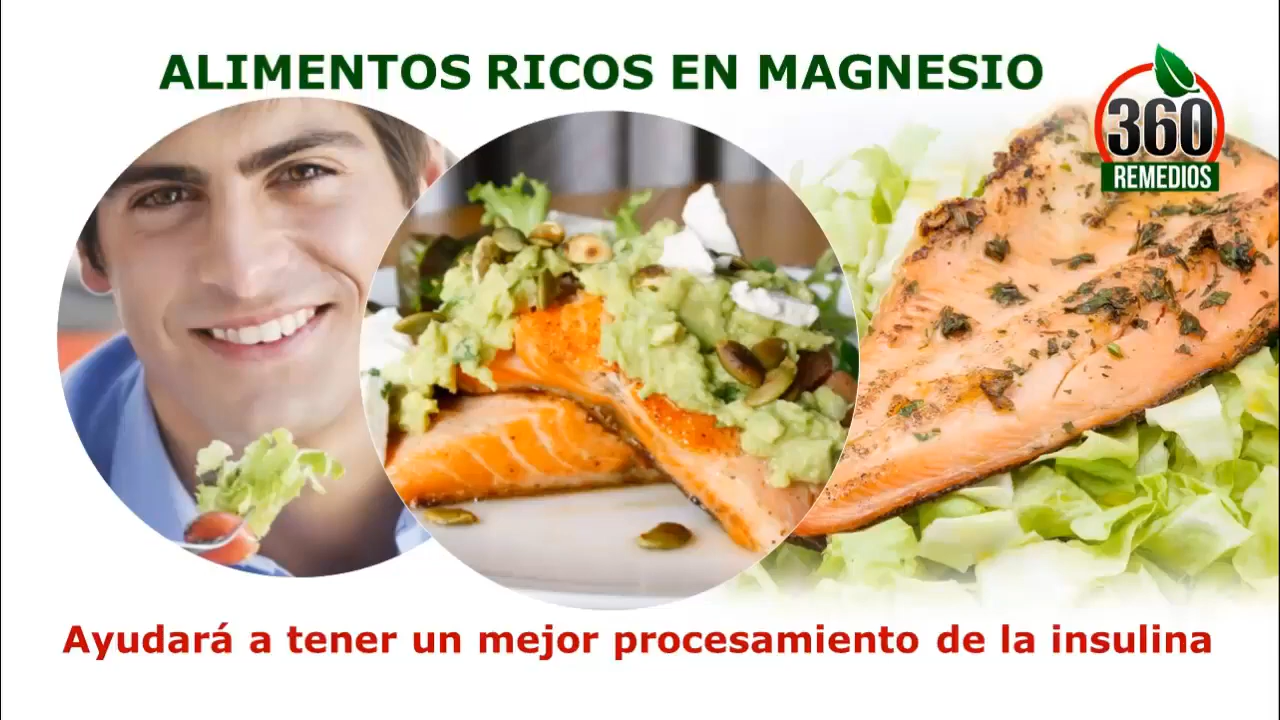 ALIMENTOS RICOS EN MAGNESIO
360
REMEDIOS
Ayudará a tener un mejor procesamiento de la insulina